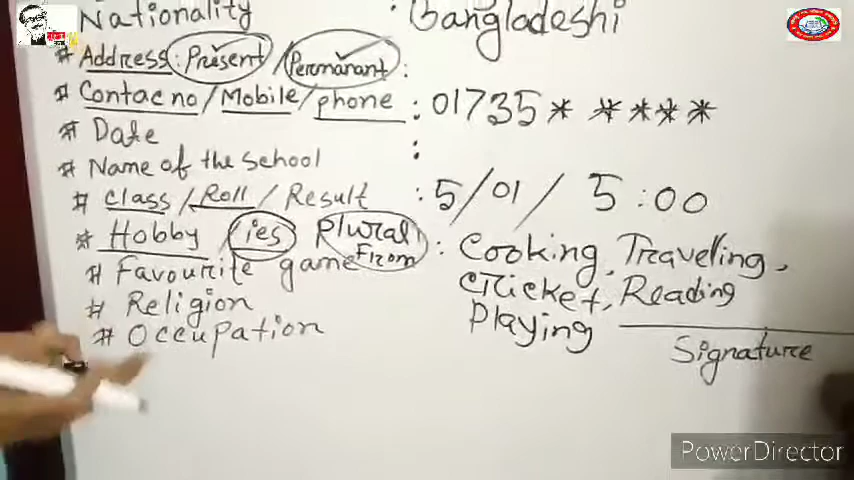 Nationality : Bangladeshi
# Address: Present / Permanant :
# Contac no / Mobile / phone : 01735* ****
# Date :
# Name of the school
# Class / Roll / Result : 5 / 01 / 5:00
# Hobby / ies Plural From : Cooking, Traveling,
# Favourite game Cricket, Reading
# Religion Playing
# Occupation
Signature
PowerDirector